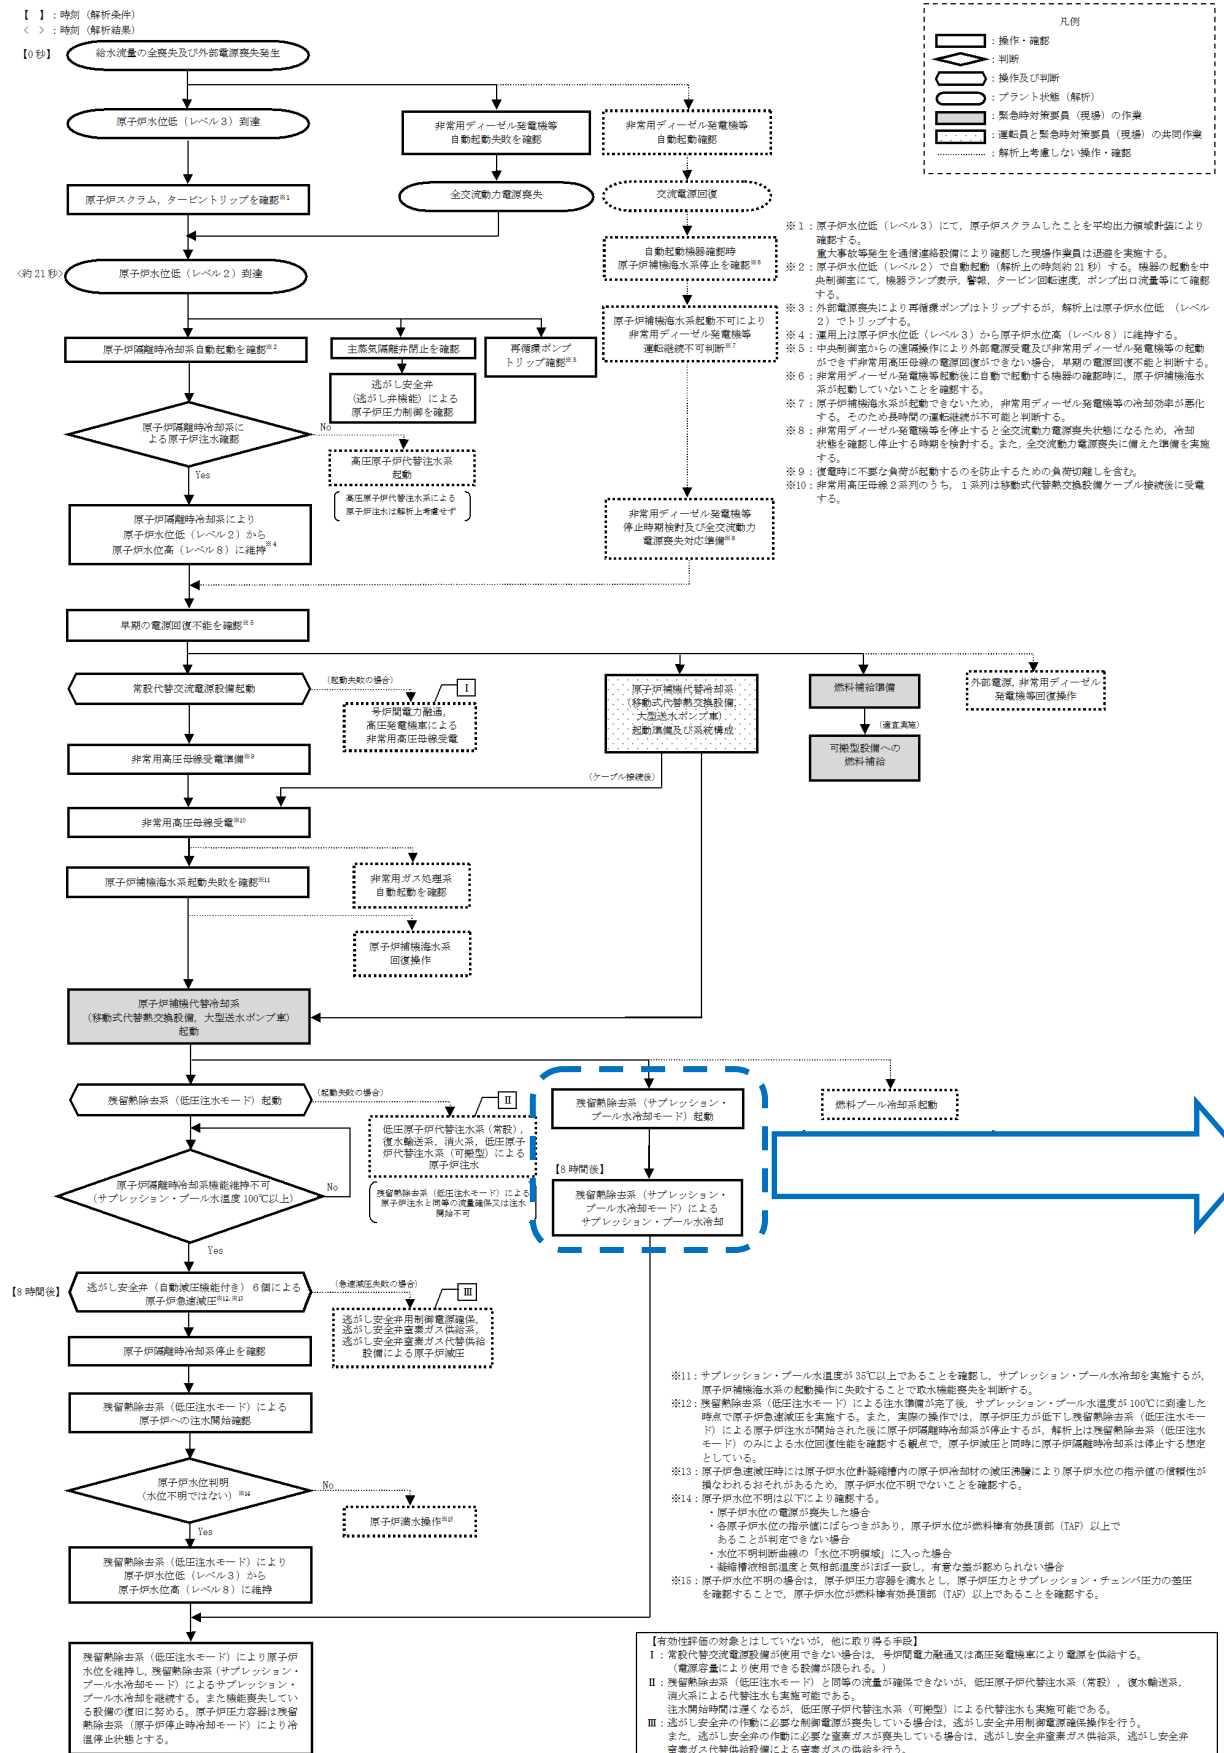 【　】：時刻（解析条件）
＜　＞：時刻（解析結果）
凡例
：操作・確認
：判断
：操作及び判断
：プラント状態（解析）
：緊急時対策要員（現場）の作業
：運転員と緊急時対策要員（現場）の共同作業
：解析上考慮しない操作・確認
【0秒】
給水流量の全喪失及び外部電源喪失発生
原子炉水位低（レベル３）到達
非常用ディーゼル発電機等
自動起動失敗を確認
非常用ディーゼル発電機等
自動起動確認
原子炉スクラム，タービントリップを確認※1
全交流動力電源喪失
交流電源回復
自動起動機器確認時
原子炉補機海水系停止を確認※6
<約21秒>
原子炉水位低（レベル２）到達
原子炉補機海水系起動不可により
非常用ディーゼル発電機等
運転継続不可判断※7
原子炉隔離時冷却系自動起動を確認※2
主蒸気隔離弁閉止を確認
再循環ポンプ
トリップ確認※3
逃がし安全弁
（逃がし弁機能）による
原子炉圧力制御を確認
原子炉隔離時冷却系に
よる原子炉注水確認
No
Yes
高圧原子炉代替注水系
起動
高圧原子炉代替注水系による
原子炉注水は解析上考慮せず
原子炉隔離時冷却系により
原子炉水位低（レベル２）から
原子炉水位高（レベル８）に維持※4
非常用ディーゼル発電機等
停止時期検討及び全交流動力
電源喪失対応準備※8
※１：原子炉水位低（レベル３）にて，原子炉スクラムしたことを平均出力領域計装により
確認する。
重大事故等発生を通信連絡設備により確認した現場作業員は退避を実施する。
※２：原子炉水位低（レベル２）で自動起動（解析上の時刻約21秒）する。機器の起動を中
央制御室にて，機器ランプ表示，警報，タービン回転速度，ポンプ出口流量等にて確認
する。
※３：外部電源喪失により再循環ポンプはトリップするが，解析上は原子炉水位低　（レベル
２）でトリップする。
※４：運用上は原子炉水位低（レベル３）から原子炉水位高（レベル８）に維持する。
※５：中央制御室からの遠隔操作により外部電源受電及び非常用ディーゼル発電機等の起動
ができず非常用高圧母線の電源回復ができない場合，早期の電源回復不能と判断する。
※６：非常用ディーゼル発電機等起動後に自動で起動する機器の確認時に，原子炉補機海水
系が起動していないことを確認する。
※７：原子炉補機海水系が起動できないため，非常用ディーゼル発電機等の冷却効率が悪化
する。そのため長時間の運転継続が不可能と判断する。
※８：非常用ディーゼル発電機等を停止すると全交流動力電源喪失状態になるため，冷却
状態を確認し停止する時期を検討する。また，全交流動力電源喪失に備えた準備を実施
する。
※９：復電時に不要な負荷が起動するのを防止するための負荷切離しを含む。
※10：非常用高圧母線２系列のうち，１系列は移動式代替熱交換設備ケーブル接続後に受電
する。
早期の電源回復不能を確認※5
常設代替交流電源設備起動
（起動失敗の場合）
Ⅰ
号炉間電力融通，
高圧発電機車による
非常用高圧母線受電
原子炉補機代替冷却系
（移動式代替熱交換設備，
大型送水ポンプ車）
起動準備及び系統構成
燃料補給準備
（適宜実施）
可搬型設備への
燃料補給
外部電源，非常用ディーゼル
発電機等回復操作
非常用高圧母線受電準備※9
（ケーブル接続後）
非常用高圧母線受電※10
原子炉補機海水系起動失敗を確認※11
非常用ガス処理系
自動起動を確認
原子炉補機海水系
回復操作
原子炉補機代替冷却系
（移動式代替熱交換設備，大型送水ポンプ車）
起動
残留熱除去系（低圧注水モード）起動
（起動失敗の場合）
Ⅱ
低圧原子炉代替注水系（常設），
復水輸送系，消火系，低圧原子
炉代替注水系（可搬型）による
原子炉注水
残留熱除去系（低圧注水モード）による
原子炉注水と同等の流量確保又は注水
開始不可
残留熱除去系（サプレッション・
プール水冷却モード）起動
【8時間後】
残留熱除去系（サプレッション・
プール水冷却モード）による
サプレッション・プール水冷却
燃料プール冷却系起動
原子炉隔離時冷却系機能維持不可
（サプレッション・プール水温度100℃以上）
No
Yes
【8時間後】
逃がし安全弁（自動減圧機能付き）６個による
原子炉急速減圧※12，※13
（急速減圧失敗の場合）
Ⅲ
逃がし安全弁用制御電源確保，
逃がし安全弁窒素ガス供給系，
逃がし安全弁窒素ガス代替供給
設備による原子炉減圧
原子炉隔離時冷却系停止を確認
残留熱除去系（低圧注水モード）による
原子炉への注水開始確認
原子炉水位判明
（水位不明ではない）※14
No
Yes
原子炉満水操作※15
残留熱除去系（低圧注水モード）により
原子炉水位低（レベル３）から
原子炉水位高（レベル８）に維持
残留熱除去系（低圧注水モード）により原子炉
水位を維持し，残留熱除去系（サプレッション・
プール水冷却モード）によるサプレッション・
プール水冷却を継続する。また機能喪失してい
る設備の復旧に努める。原子炉圧力容器は残留
熱除去系（原子炉停止時冷却モード）により冷
温停止状態とする。
※11：サプレッション・プール水温度が35℃以上であることを確認し，サプレッション・プール水冷却を実施するが，
原子炉補機海水系の起動操作に失敗することで取水機能喪失を判断する。
※12：残留熱除去系（低圧注水モード）による注水準備が完了後，サプレッション・プール水温度が100℃に到達した
時点で原子炉急速減圧を実施する。また，実際の操作では，原子炉圧力が低下し残留熱除去系（低圧注水モー
ド）による原子炉注水が開始された後に原子炉隔離時冷却系が停止するが，解析上は残留熱除去系（低圧注水
モード）のみによる水位回復性能を確認する観点で，原子炉減圧と同時に原子炉隔離時冷却系は停止する想定
としている。
※13：原子炉急速減圧時には原子炉水位計凝縮槽内の原子炉冷却材の減圧沸騰により原子炉水位の指示値の信頼性が
損なわれるおそれがあるため，原子炉水位不明でないことを確認する。
※14：原子炉水位不明は以下により確認する。
・原子炉水位の電源が喪失した場合
・各原子炉水位の指示値にばらつきがあり，原子炉水位が燃料棒有効長頂部（TAF）以上で
あることが判定できない場合
・水位不明判断曲線の「水位不明領域」に入った場合
・凝縮槽液相部温度と気相部温度がほぼ一致し，有意な差が認められない場合
※15：原子炉水位不明の場合は，原子炉圧力容器を満水とし，原子炉圧力とサプレッション・チェンバ圧力の差圧
を確認することで，原子炉水位が燃料棒有効長頂部（TAF）以上であることを確認する。
【有効性評価の対象とはしていないが，他に取り得る手段】
Ⅰ：常設代替交流電源設備が使用できない場合は，号炉間電力融通又は高圧発電機車により電源を供給する。
（電源容量により使用できる設備が限られる。）
Ⅱ：残留熱除去系（低圧注水モード）と同等の流量が確保できないが，低圧原子炉代替注水系（常設），復水輸送系，
消火系による代替注水も実施可能である。
注水開始時間は遅くなるが，低圧原子炉注水系（可搬型）による代替注水も実施可能である。
Ⅲ：逃がし安全弁の作動に必要な制御電源が喪失している場合は，逃がし安全弁用制御電源確保操作を行う。
また，逃がし安全弁の作動に必要な窒素ガスが喪失している場合は，逃がし安全弁窒素ガス供給系，逃がし安全弁
窒素ガス代替供給設備による窒素ガスの供給を行う。